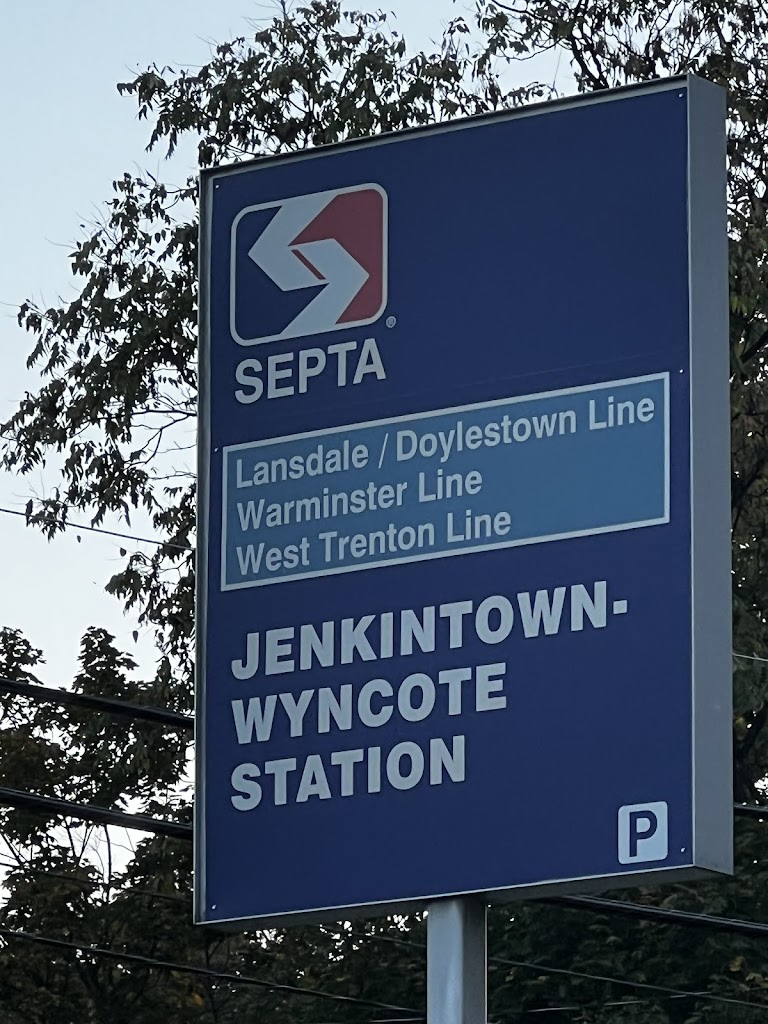 ®
SEPTA
Lansdale / Doylestown Line
Warminster Line
West Trenton Line
JENKINTOWN-
WYNCOTE
STATION
P